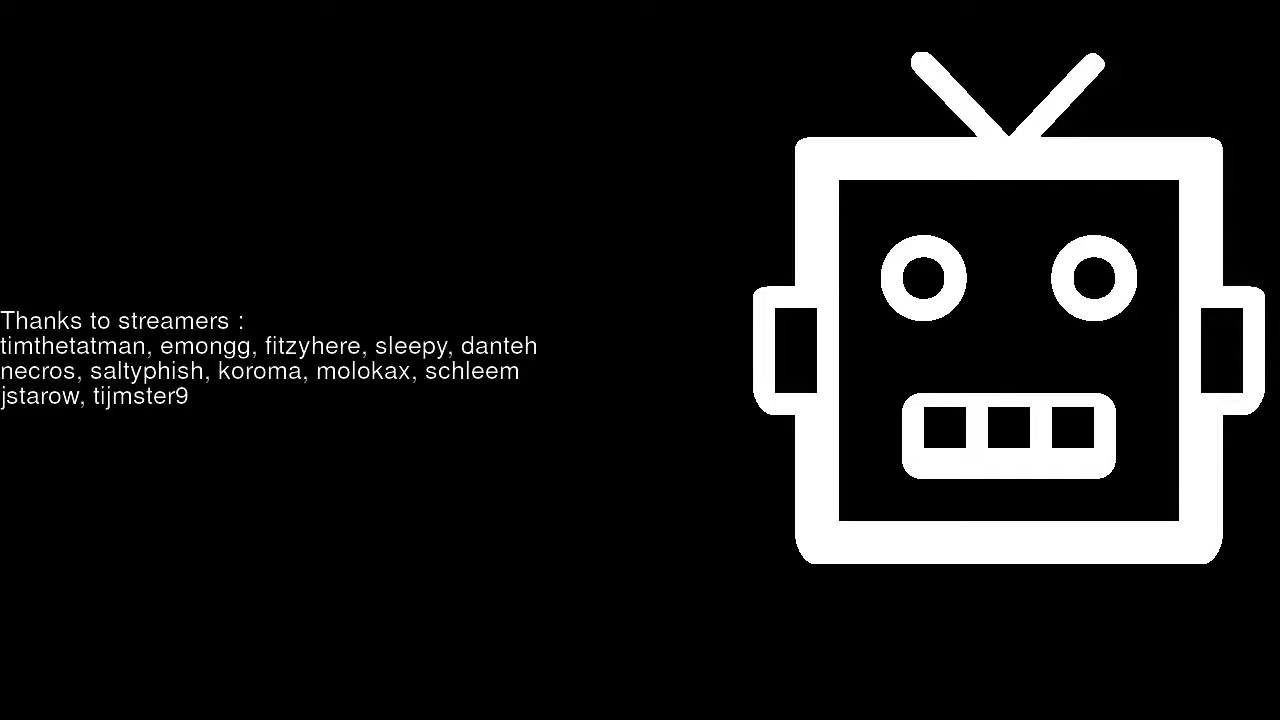 Thanks to streamers :
timthetatman, emongg, fitzyhere, sleepy, danteh
necros, saltyphish, koroma, molokax, schleem
jstarow, tijmster9